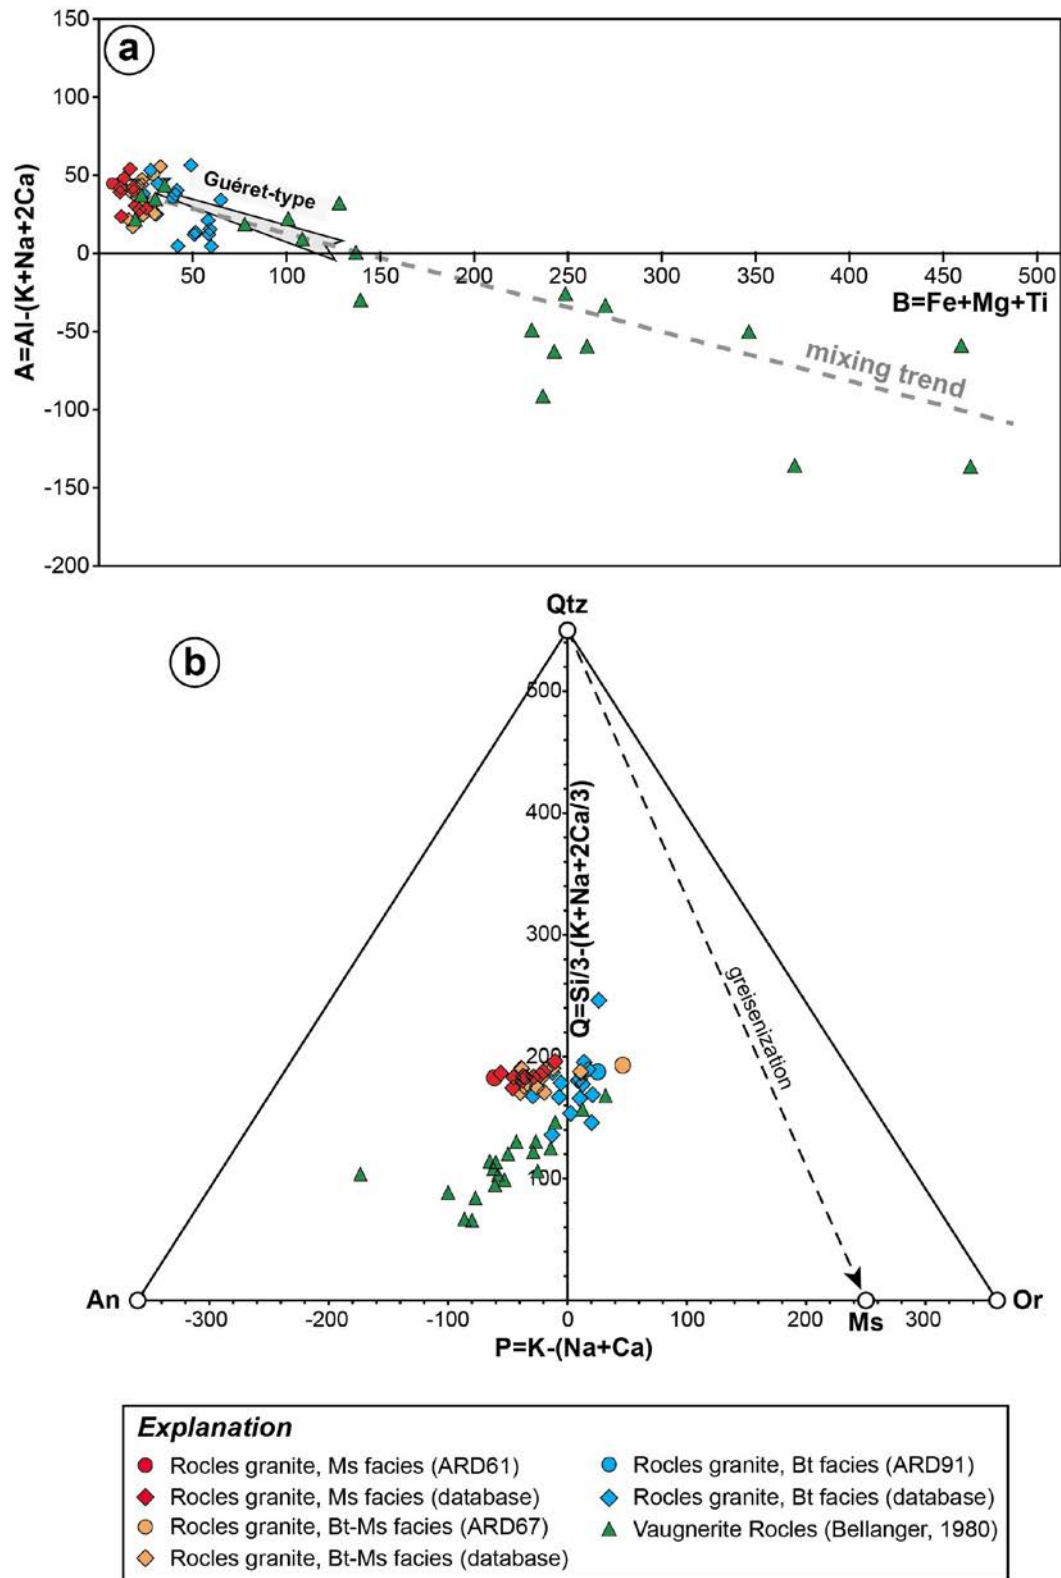 a
150
100
50
0
-50
-100
-150
-200
A=Al-(K+Na+2Ca)
Guéret-type
50 100 150 200 250 300 350 400 450 500
B=Fe+Mg+Ti
mixing trend
b
Qtz
500
400
300
200
100
Q=Si/3-(K+Na+2Ca/3)
greisenization
An
Or
-300 -200 -100 0 100 200 300
Ms
P=K-(Na+Ca)
Explanation
Rocles granite, Ms facies (ARD61)
Rocles granite, Ms facies (database)
Rocles granite, Bt-Ms facies (ARD67)
Rocles granite, Bt-Ms facies (database)
Rocles granite, Bt facies (ARD91)
Rocles granite, Bt facies (database)
Vaugnerite Rocles (Bellanger, 1980)